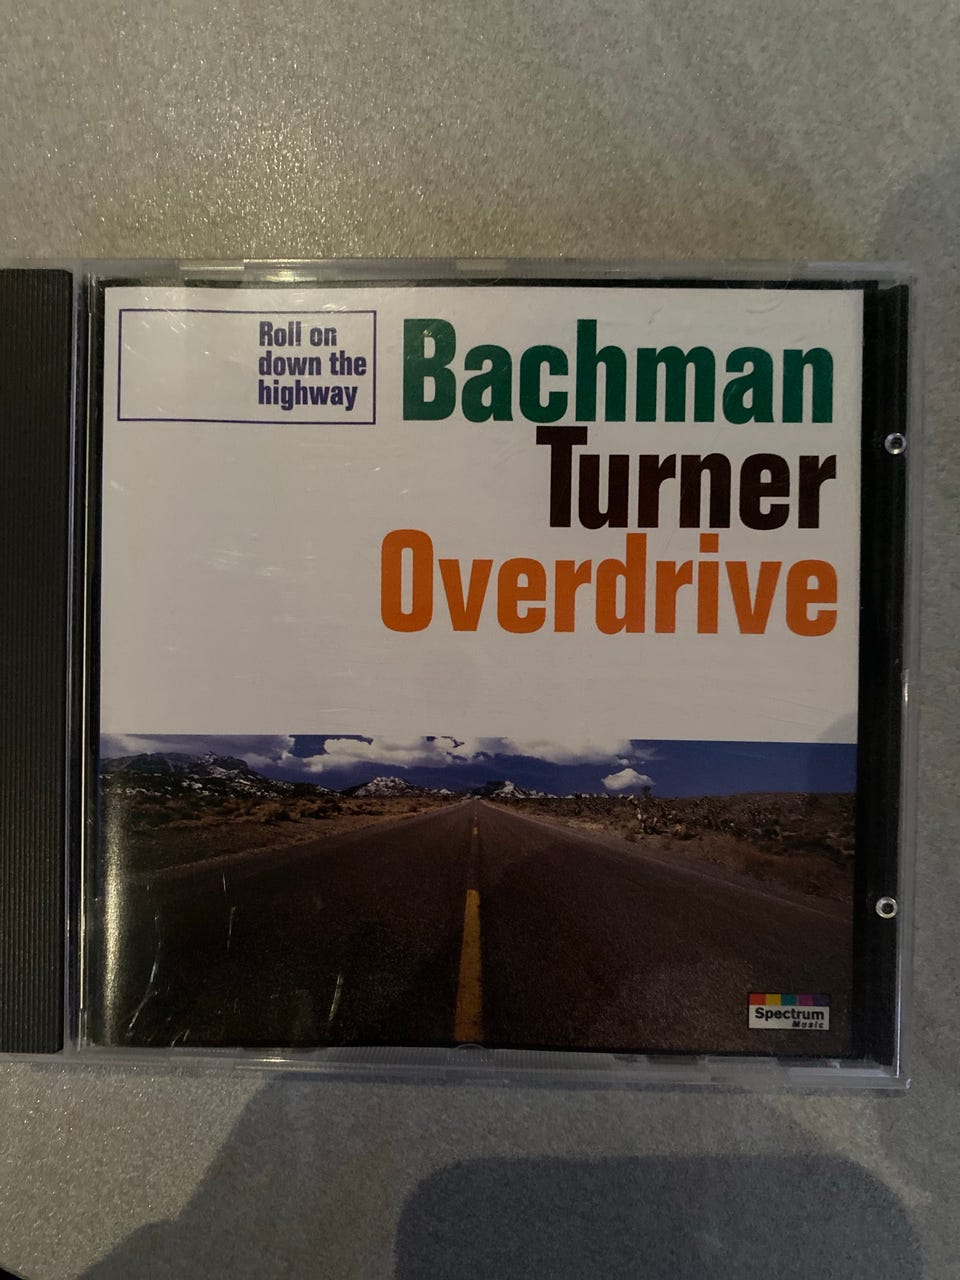 Roll on
down the
highway
Bachman
Turner
Overdrive
Spectrum
Music